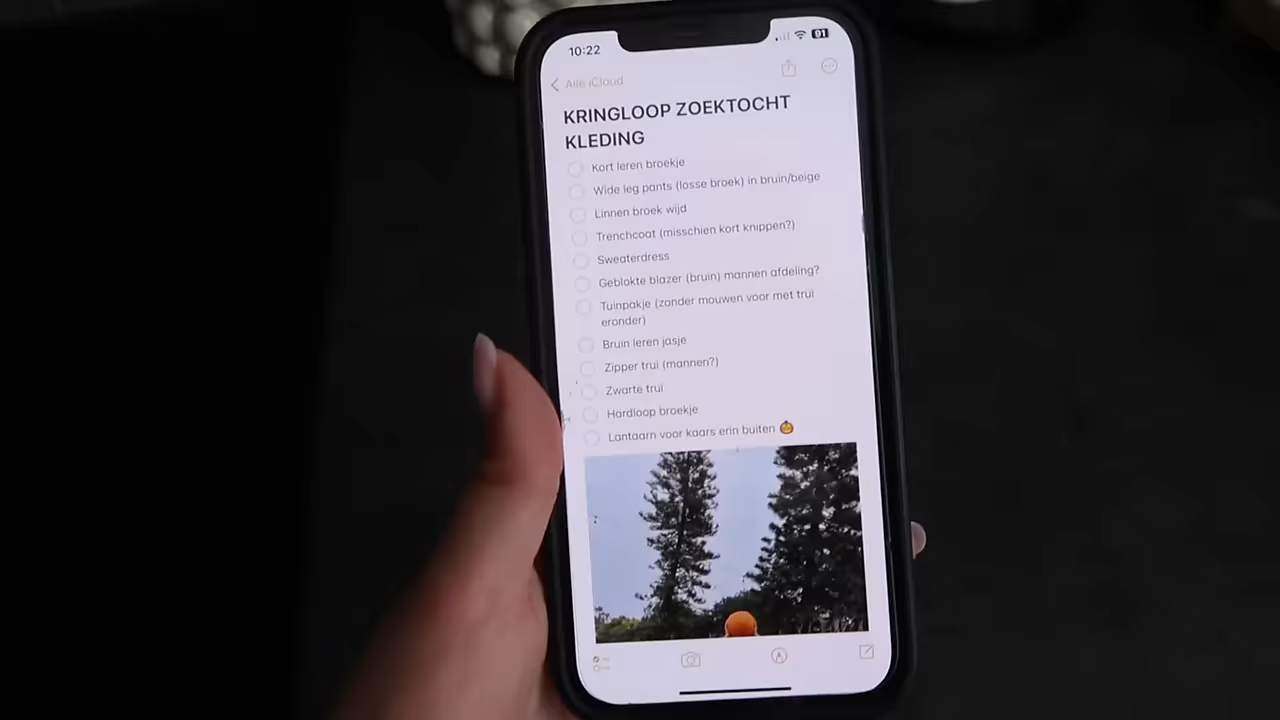 10:22
91
Alle iCloud
KRINGLOOP ZOEKTOCHT
KLEDING
Kort leren broekje
Wide leg pants (losse broek) in bruin/beige
Linnen broek wijd
Trenchcoat (misschien kort knippen?)
Sweaterdress
Geblokte blazer (bruin) mannen afdeling?
Tuinpakje (zonder mouwen voor met trui
eronder)
Bruin leren jasje
Zipper trui (mannen?)
Zwarte trui
Hardloop broekje
Lantaarn voor kaars erin buiten 🎃